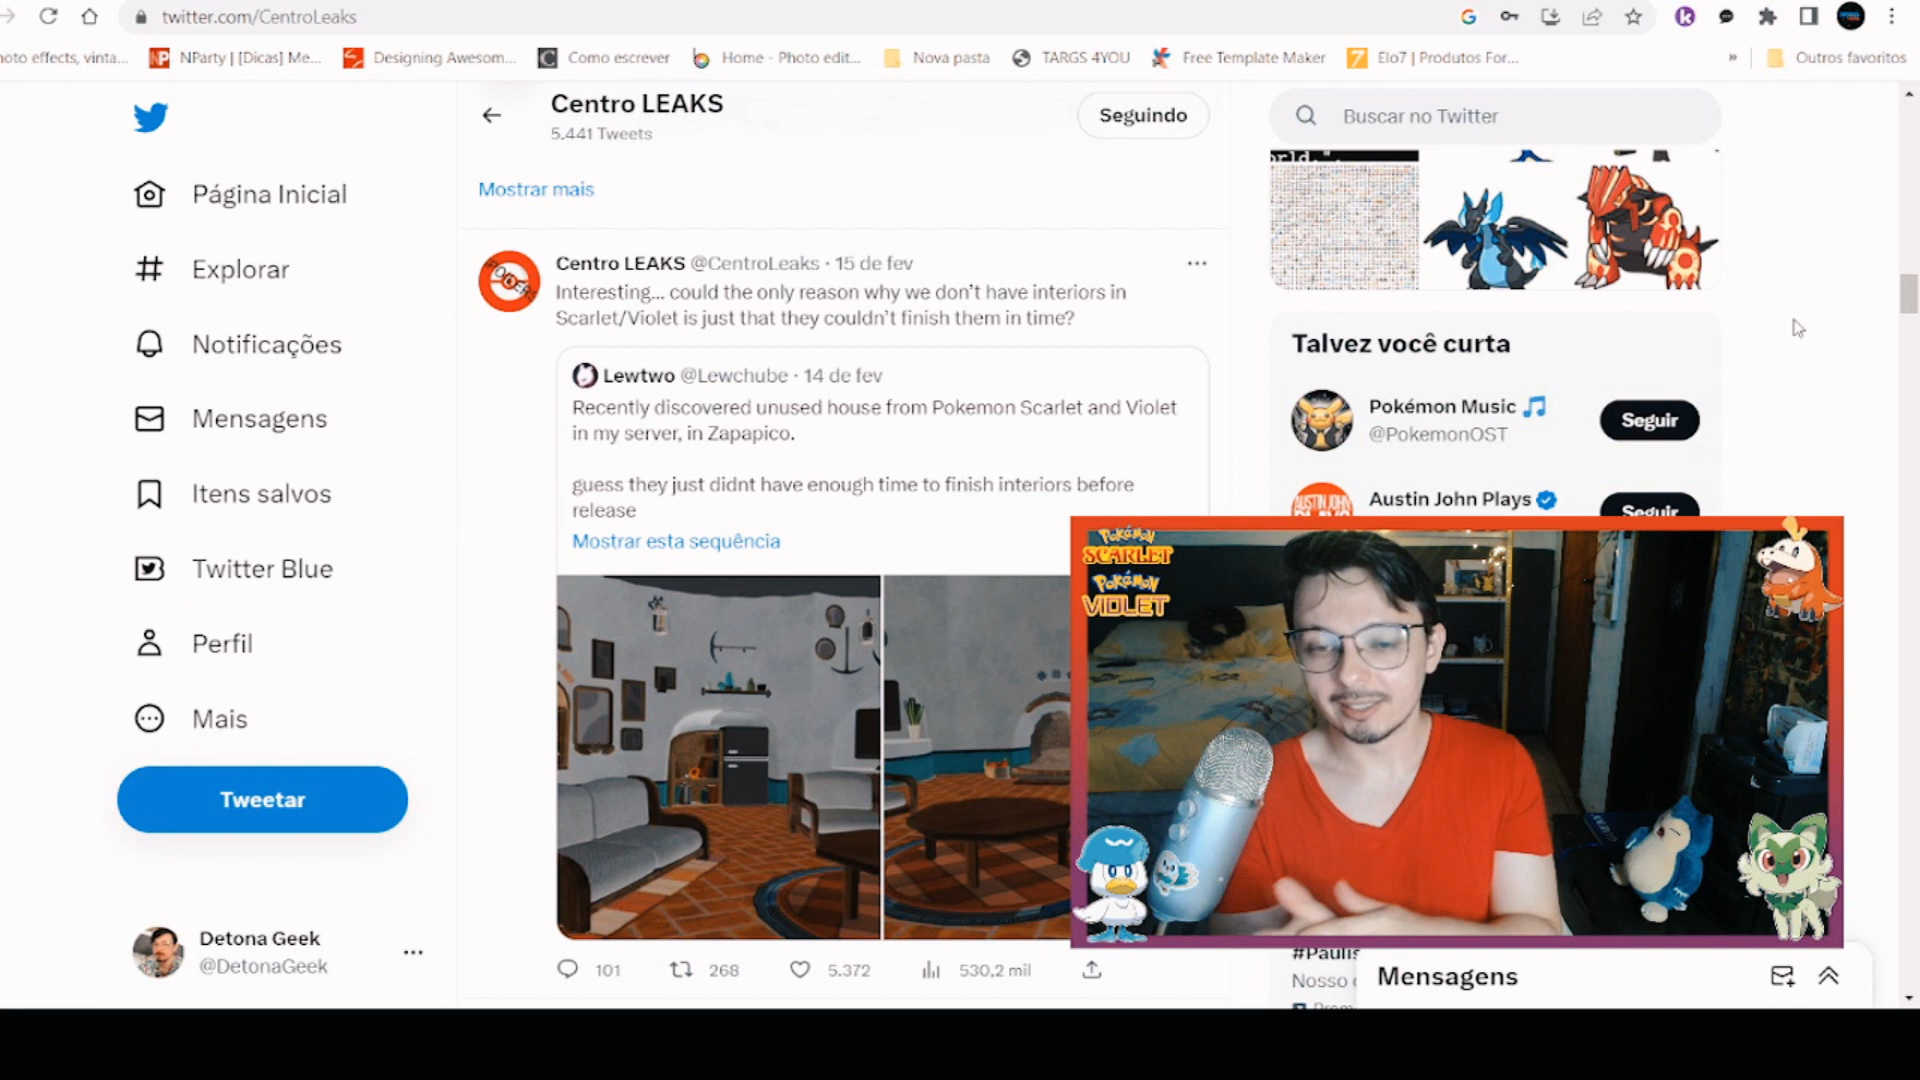 twitter.com/CentroLeaks
oto effects, vinta...
NP
NParty | [Dicas] Me...
Designing Awesom...
Como escrever
Home - Photo edit...
Nova pasta
TARGS 4YOU
Free Template Maker
Elo7 | Produtos For...
»
Outros favoritos
Centro LEAKS
5.441 Tweets
Seguindo
Buscar no Twitter
Mostrar mais
Página Inicial
Explorar
Notificações
Mensagens
Itens salvos
Twitter Blue
Perfil
Mais
Tweetar
Detona Geek
@DetonaGeek
Centro LEAKS @CentroLeaks · 15 de fev
Interesting... could the only reason why we don't have interiors in
Scarlet/Violet is just that they couldn't finish them in time?
Lewtwo @Lewchube · 14 de fev
Recently discovered unused house from Pokemon Scarlet and Violet
in my server, in Zapapico.
guess they just didnt have enough time to finish interiors before
release
Mostrar esta sequência
101
268
5.372
530,2 mil
Talvez você curta
Pokémon Music
@PokemonOST
Seguir
AUSTIN JOHN
Austin John Plays
Seguir
Pokémon
SCARLET
Pokémon
VIOLET
#Paulis
Nosso
Mensagens